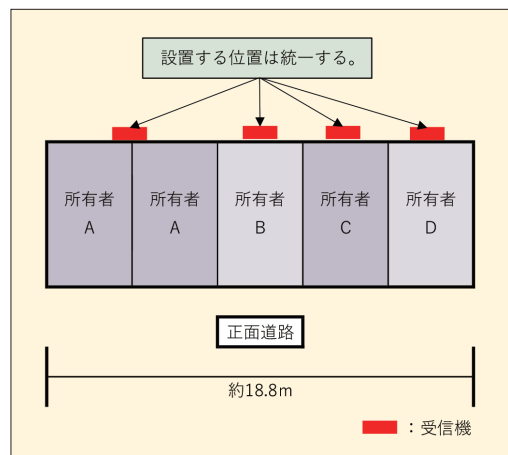 設置する位置は統一する。
所有者
A
所有者
A
所有者
B
所有者
C
所有者
D
正面道路
約18.8m
：受信機